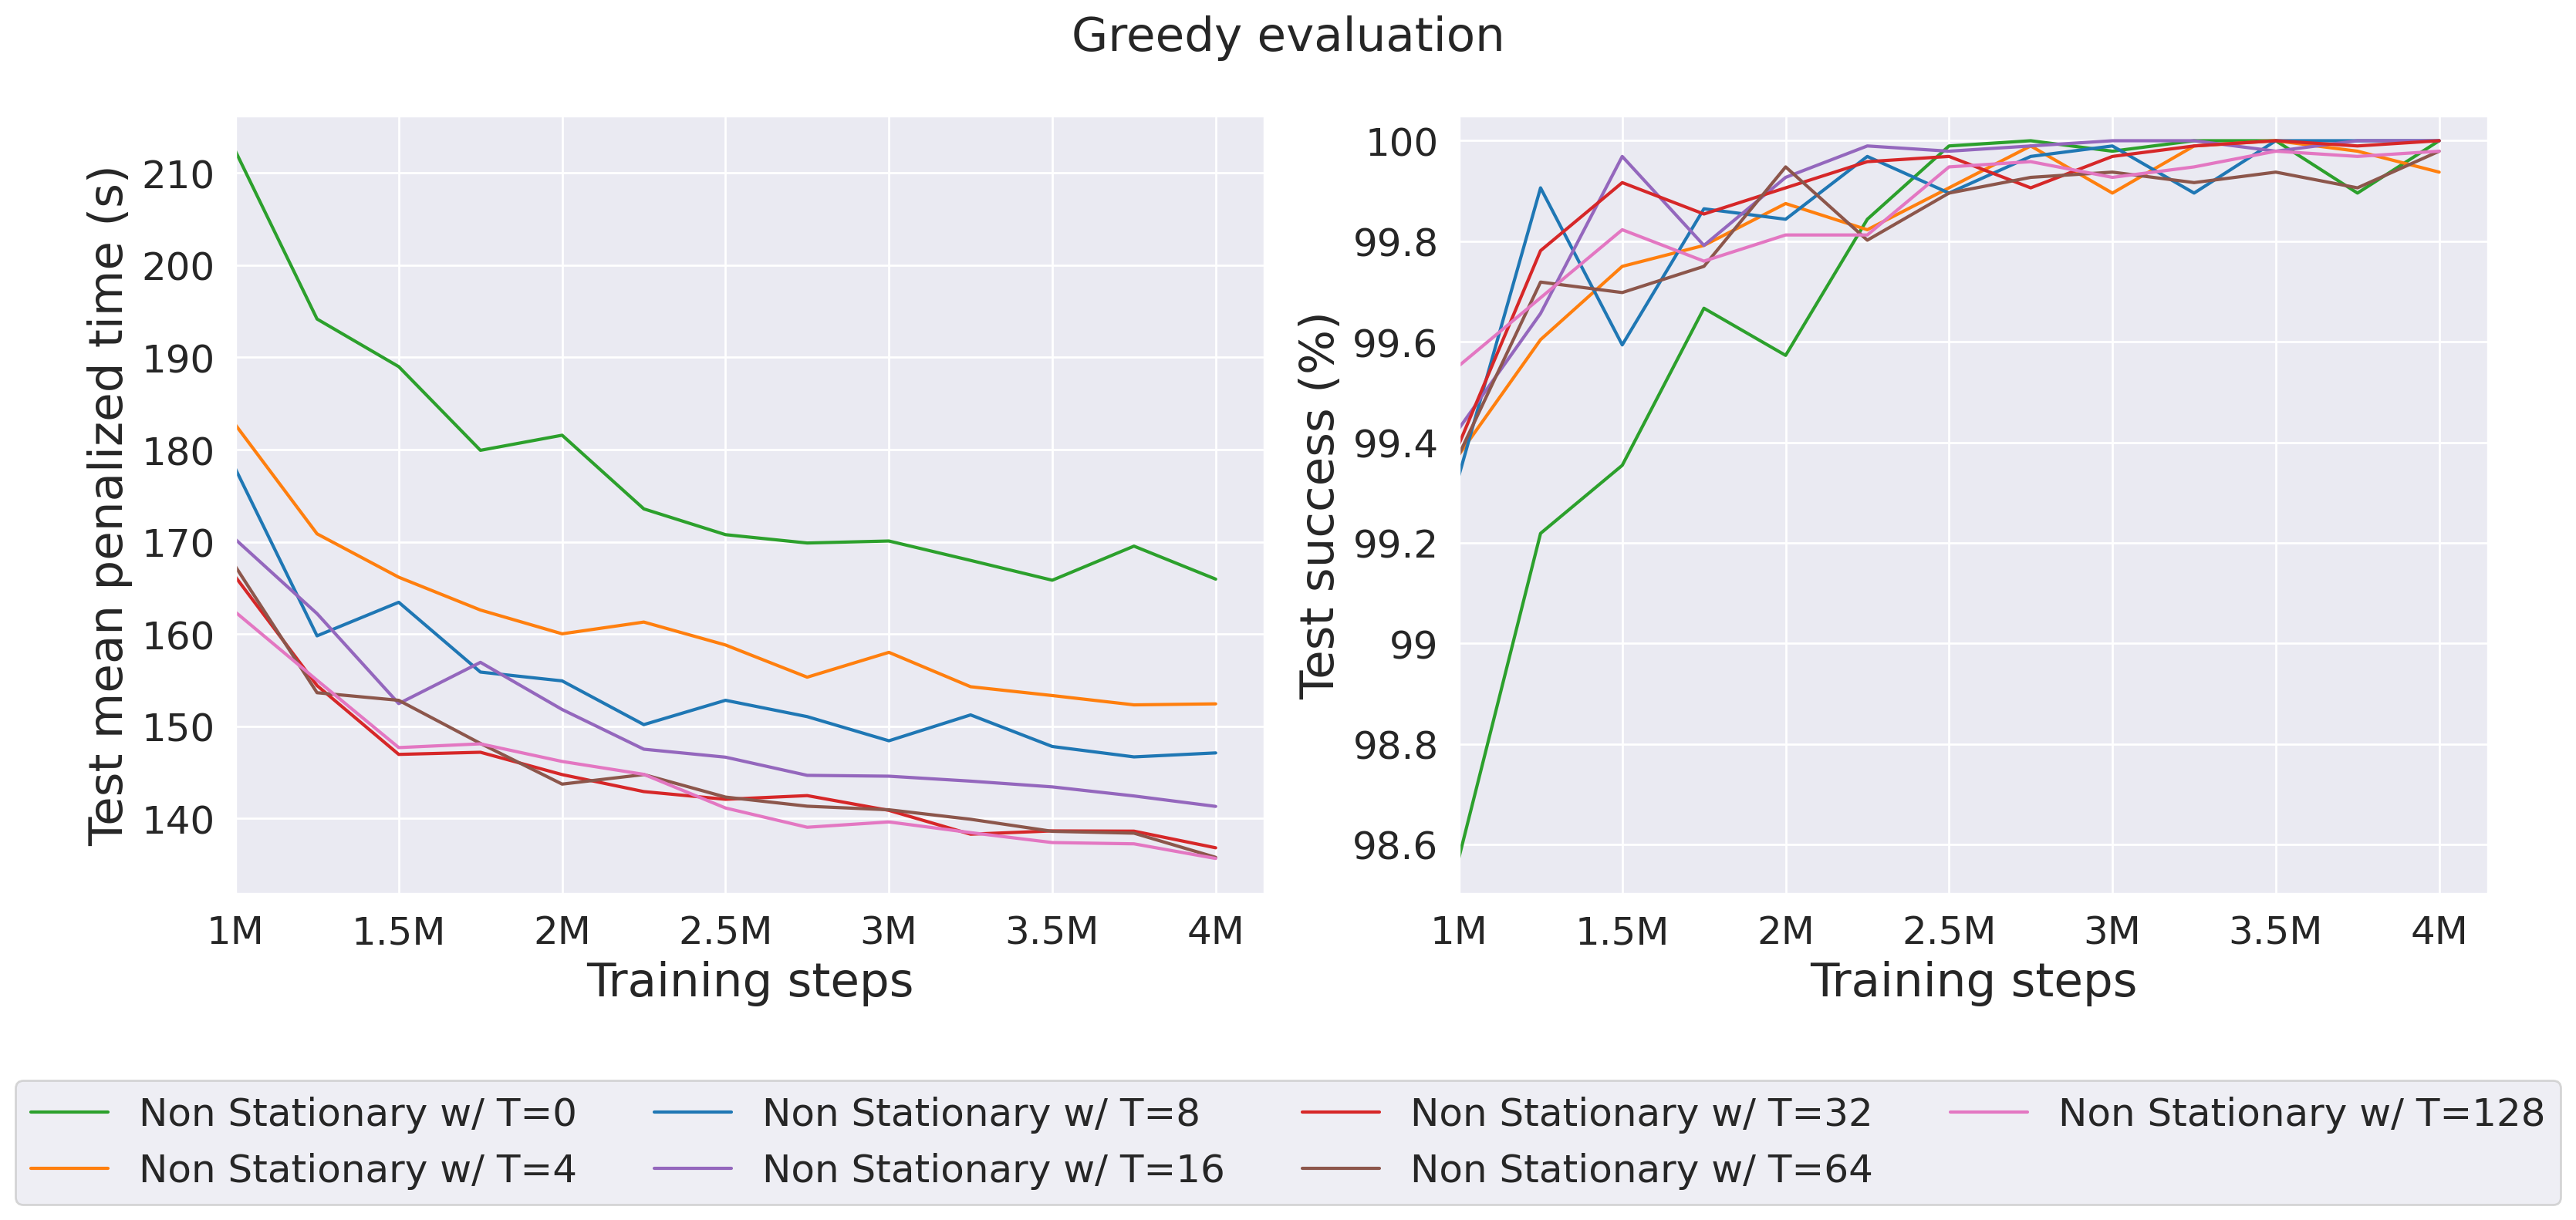 Greedy evaluation
Test mean penalized time (s)
210
200
190
180
170
160
150
140
1M 1.5M 2M 2.5M 3M 3.5M 4M
Training steps
Test success (%)
100
99.8
99.6
99.4
99.2
99
98.8
98.6
1M 1.5M 2M 2.5M 3M 3.5M 4M
Training steps
Non Stationary w/ T=0
Non Stationary w/ T=4
Non Stationary w/ T=8
Non Stationary w/ T=16
Non Stationary w/ T=32
Non Stationary w/ T=64
Non Stationary w/ T=128